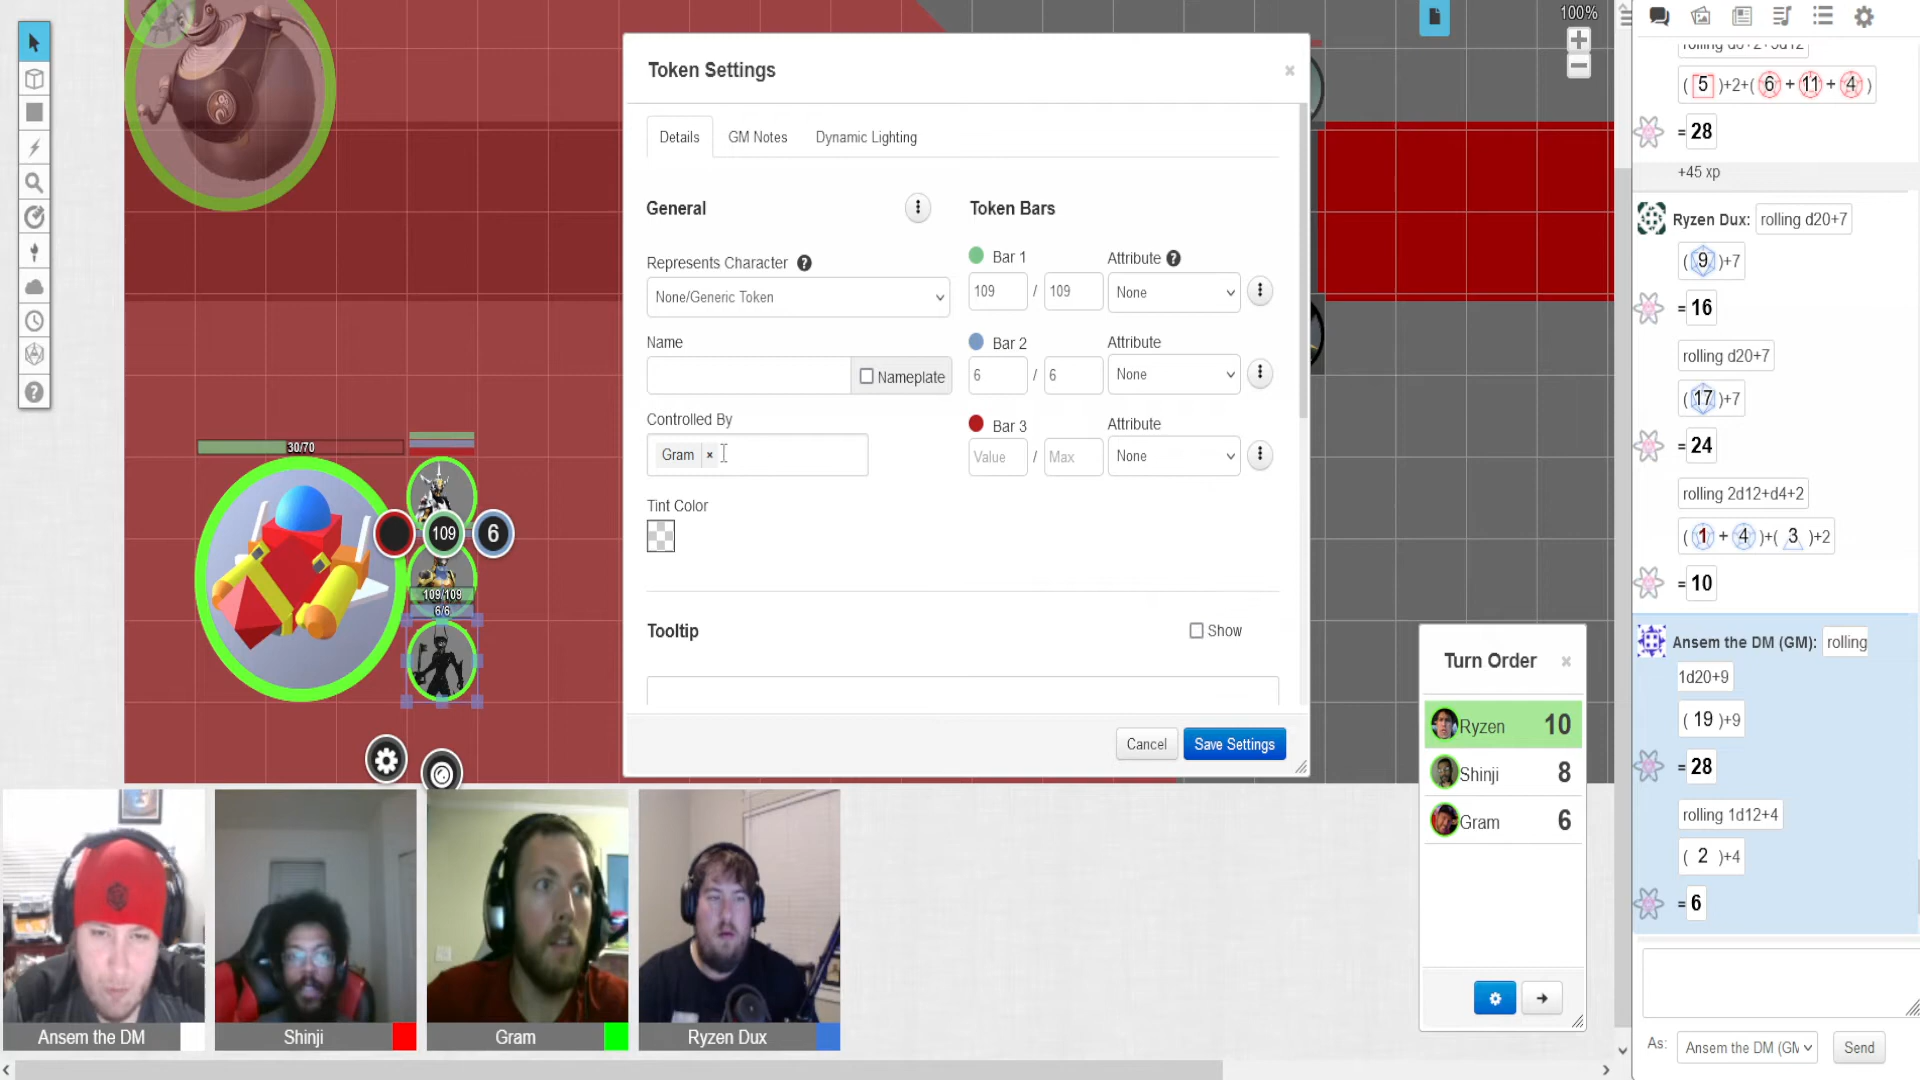 100%
Token Settings
×
Details
GM Notes
Dynamic Lighting
General
Token Bars
Represents Character
None/Generic Token
Name
Nameplate
Controlled By
Gram ×
Tint Color
Bar 1
Attribute
109 / 109
None
Bar 2
Attribute
6 / 6
None
Bar 3
Attribute
Value / Max
None
Tooltip
Show
Cancel
Save Settings
30/70
109
6
109/109
6/6
Turn Order ×
Ryzen 10
Shinji 8
Gram 6
Ansem the DM
Shinji
Gram
Ryzen Dux
rolling d6+2+3d12
(5)+2+(6+11+4)
=28
+45 xp
Ryzen Dux: rolling d20+7
(9)+7
=16
rolling d20+7
(17)+7
=24
rolling 2d12+d4+2
(1+4)+(3)+2
=10
Ansem the DM (GM): rolling
1d20+9
(19)+9
=28
rolling 1d12+4
(2)+4
=6
As: Ansem the DM (GM
Send